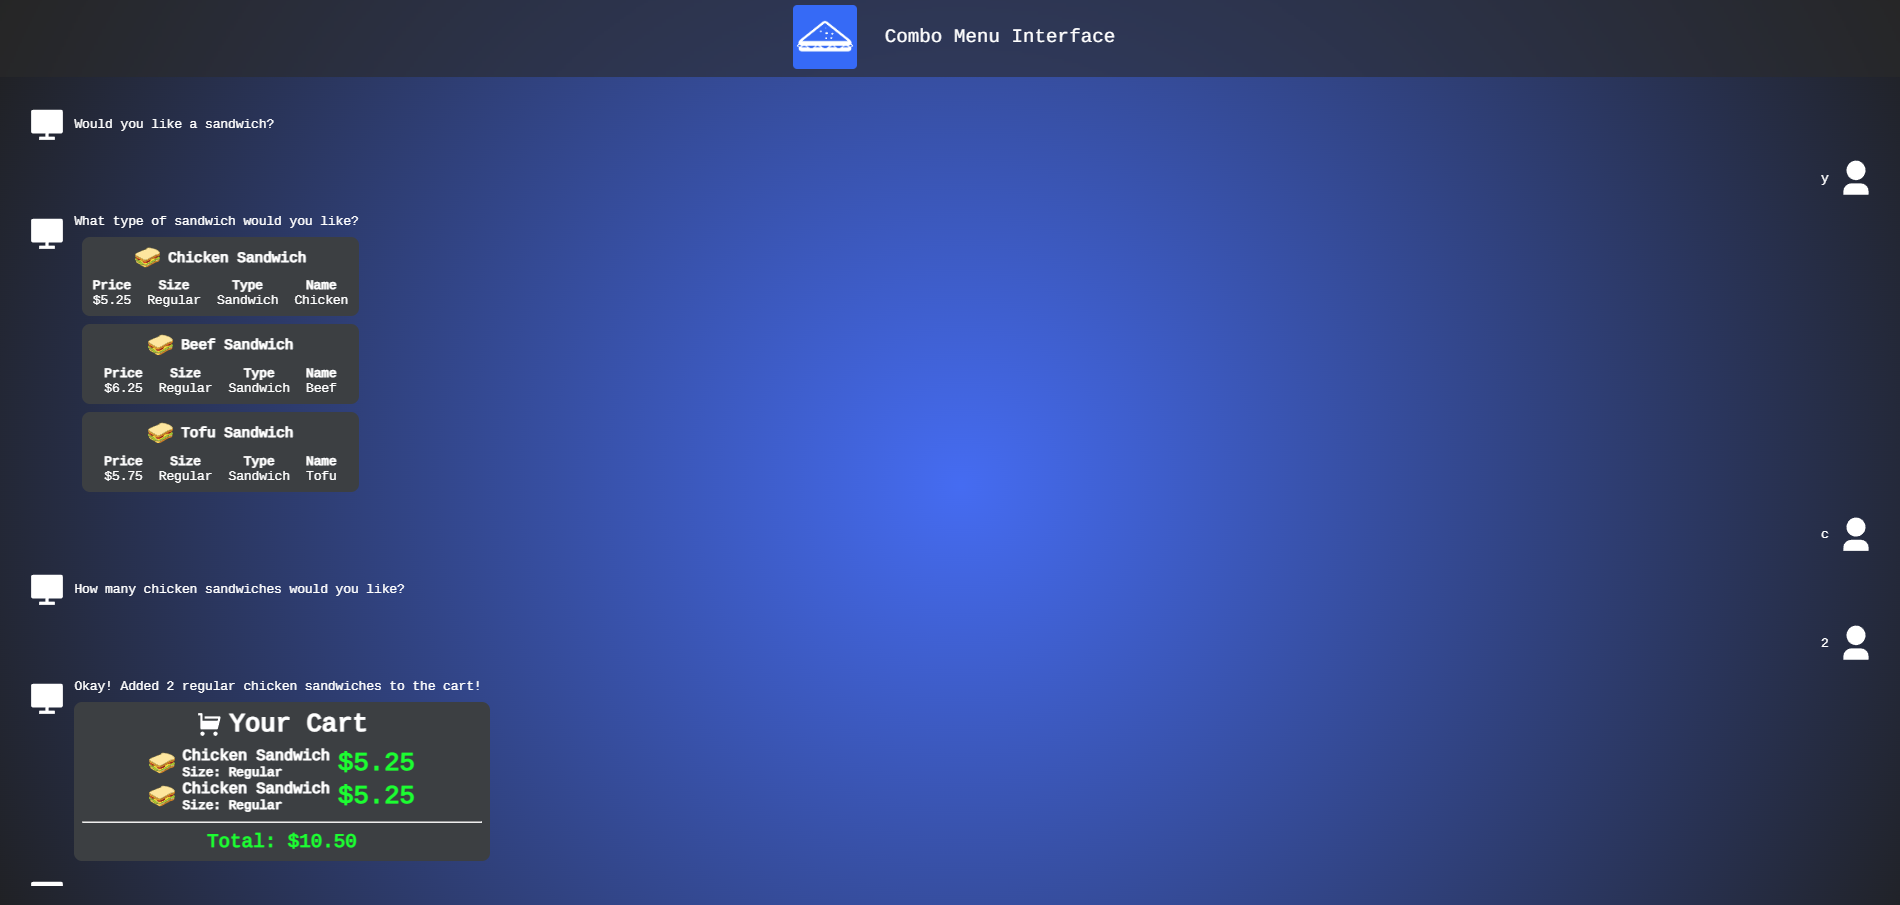 Combo Menu Interface
Would you like a sandwich?
y
What type of sandwich would you like?
Chicken Sandwich
Price Size Type Name
$5.25 Regular Sandwich Chicken
Beef Sandwich
Price Size Type Name
$6.25 Regular Sandwich Beef
Tofu Sandwich
Price Size Type Name
$5.75 Regular Sandwich Tofu
c
How many chicken sandwiches would you like?
2
Okay! Added 2 regular chicken sandwiches to the cart!
Your Cart
Chicken Sandwich $5.25
Size: Regular
Chicken Sandwich $5.25
Size: Regular
Total: $10.50